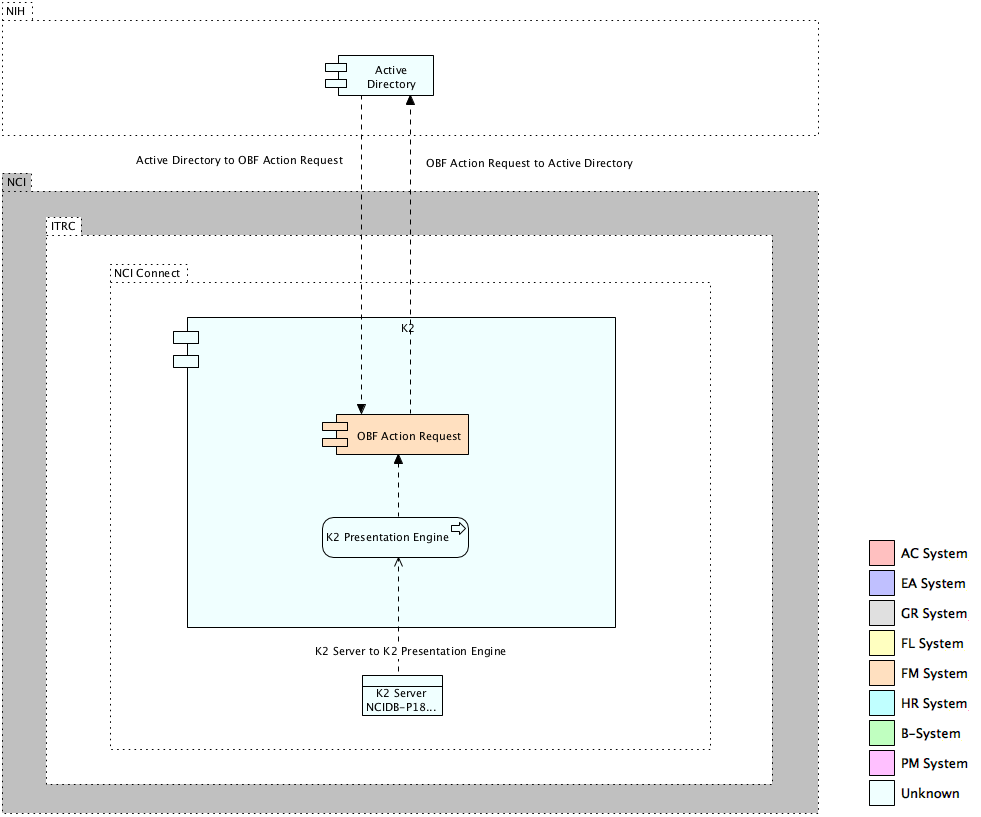 NIH
Active
Directory
Active Directory to OBF Action Request
OBF Action Request to Active Directory
NCI
ITRC
NCI Connect
K2
OBF Action Request
K2 Presentation Engine
K2 Server to K2 Presentation Engine
K2 Server
NCIDB-P18...
AC System
EA System
GR System
FL System
FM System
HR System
B-System
PM System
Unknown